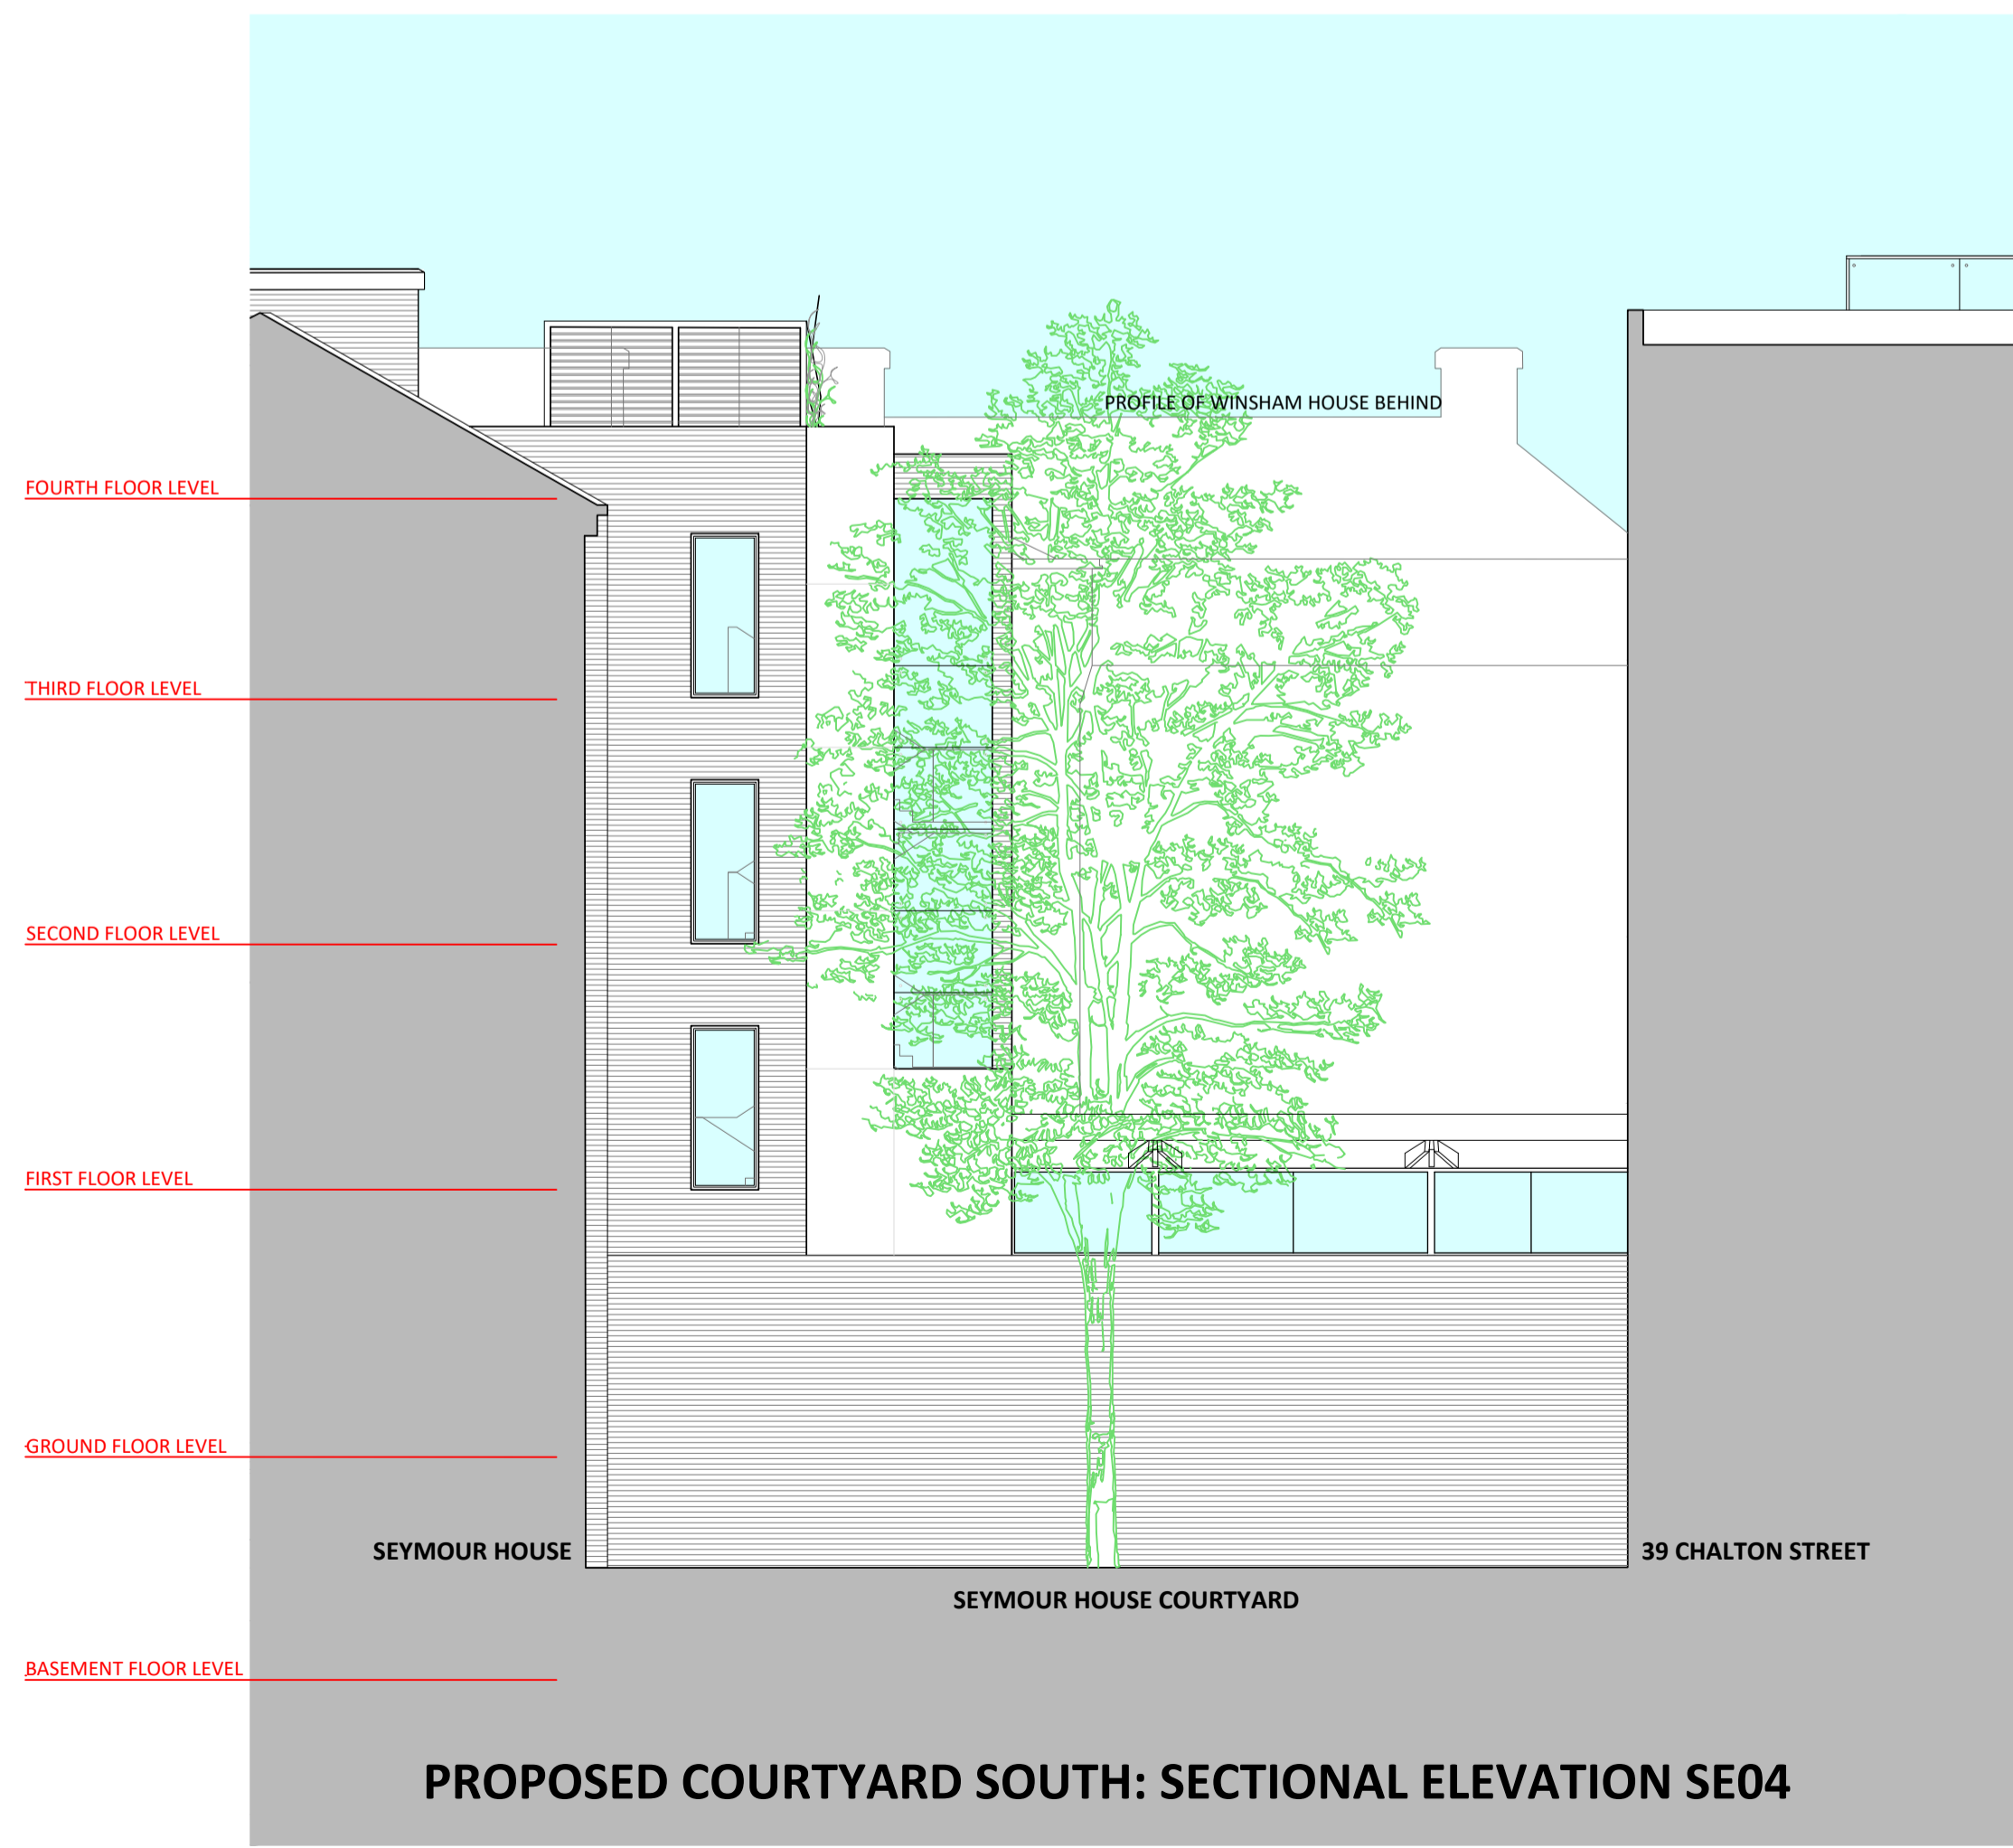 PROFILE OF WINSHAM HOUSE BEHIND
FOURTH FLOOR LEVEL
THIRD FLOOR LEVEL
SECOND FLOOR LEVEL
FIRST FLOOR LEVEL
GROUND FLOOR LEVEL
SEYMOUR HOUSE
39 CHALTON STREET
SEYMOUR HOUSE COURTYARD
BASEMENT FLOOR LEVEL
PROPOSED COURTYARD SOUTH: SECTIONAL ELEVATION SE04